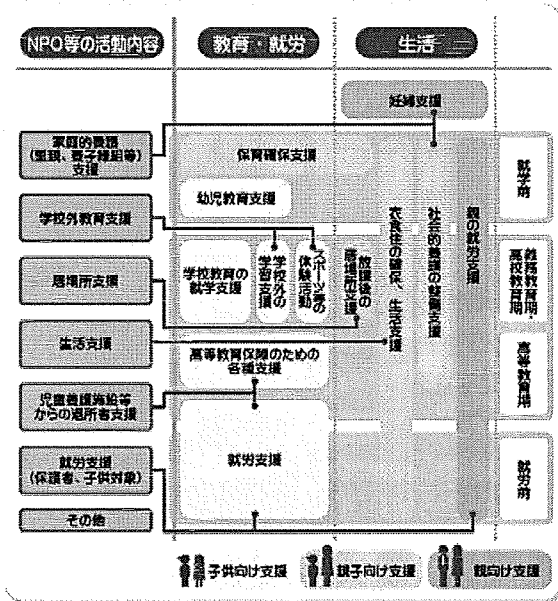 NPO等の活動内容
教育・就労
生活
妊婦支援
家庭的養護
(里親、養子縁組等)
支援
保育確保支援
幼児教育支援
就学前
学校外教育支援
学校教育の
就学支援
学校外の
学習支援
スポーツ等の
体験活動
放課後の
居場所支援
衣食住の確保、生活支援
社会的養護の整備支援
親の就労支援
義務教育期・
高校教育期
居場所支援
生活支援
高等教育保障のための
各種支援
高等教育期
児童養護施設等
からの退所者支援
就労支援
就労前
就労支援
(保護者、子供対象)
その他
子供向け支援
親子向け支援
親向け支援